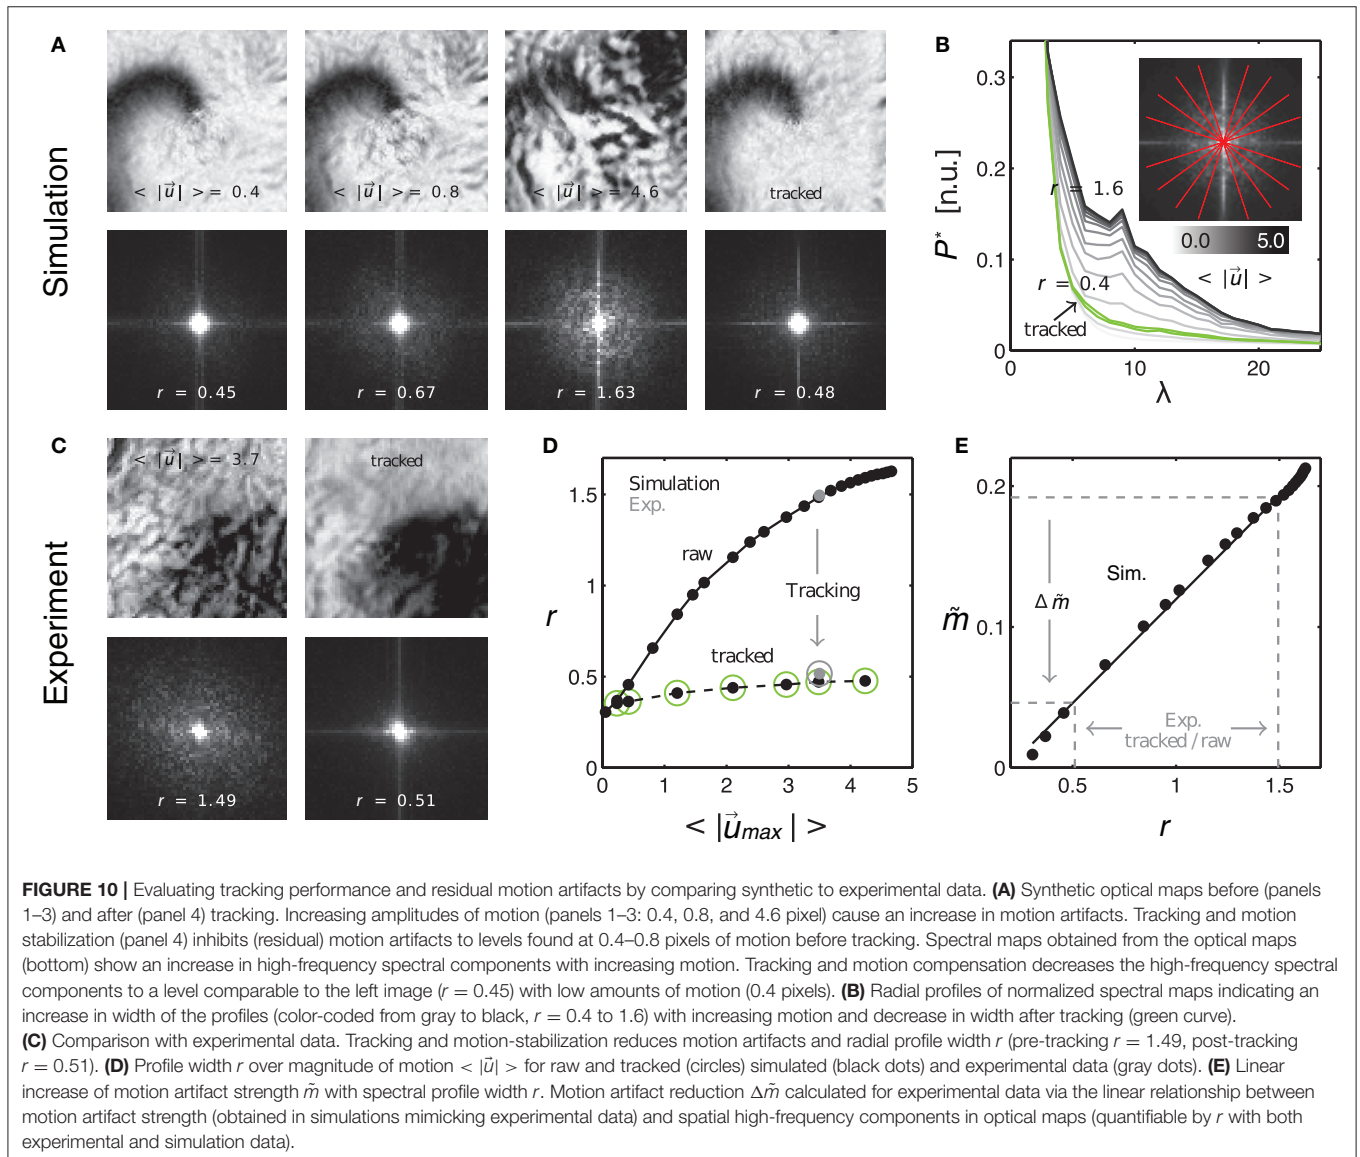 A
Simulation
< |u⃗| > = 0.4
< |u⃗| > = 0.8
< |u⃗| > = 4.6
tracked
r = 0.45
r = 0.67
r = 1.63
r = 0.48
B
P* [n.u.]
0.3
0.2
0.1
0
0 10 20
λ
r = 1.6
r = 0.4
tracked
0.0 5.0
< |u⃗| >
C
Experiment
< |u⃗| > = 3.7
tracked
r = 1.49
r = 0.51
D
r
1.5
1
0.5
0
0 1 2 3 4 5
< |u⃗max| >
Simulation
Exp.
raw
Tracking
tracked
E
m̃
0.2
0.1
0
0.5 1 1.5
r
Sim.
Δm̃
Exp.
tracked/raw
FIGURE 10 | Evaluating tracking performance and residual motion artifacts by comparing synthetic to experimental data. (A) Synthetic optical maps before (panels
1–3) and after (panel 4) tracking. Increasing amplitudes of motion (panels 1–3: 0.4, 0.8, and 4.6 pixel) cause an increase in motion artifacts. Tracking and motion
stabilization (panel 4) inhibits (residual) motion artifacts to levels found at 0.4–0.8 pixels of motion before tracking. Spectral maps obtained from the optical maps
(bottom) show an increase in high-frequency spectral components with increasing motion. Tracking and motion compensation decreases the high-frequency spectral
components to a level comparable to the left image (r = 0.45) with low amounts of motion (0.4 pixels). (B) Radial profiles of normalized spectral maps indicating an
increase in width of the profiles (color-coded from gray to black, r = 0.4 to 1.6) with increasing motion and decrease in width after tracking (green curve).
(C) Comparison with experimental data. Tracking and motion-stabilization reduces motion artifacts and radial profile width r (pre-tracking r = 1.49, post-tracking
r = 0.51). (D) Profile width r over magnitude of motion < |u⃗| > for raw and tracked (circles) simulated (black dots) and experimental data (gray dots). (E) Linear
increase of motion artifact strength m̃ with spectral profile width r. Motion artifact reduction Δm̃ calculated for experimental data via the linear relationship between
motion artifact strength (obtained in simulations mimicking experimental data) and spatial high-frequency components in optical maps (quantifiable by r with both
experimental and simulation data).